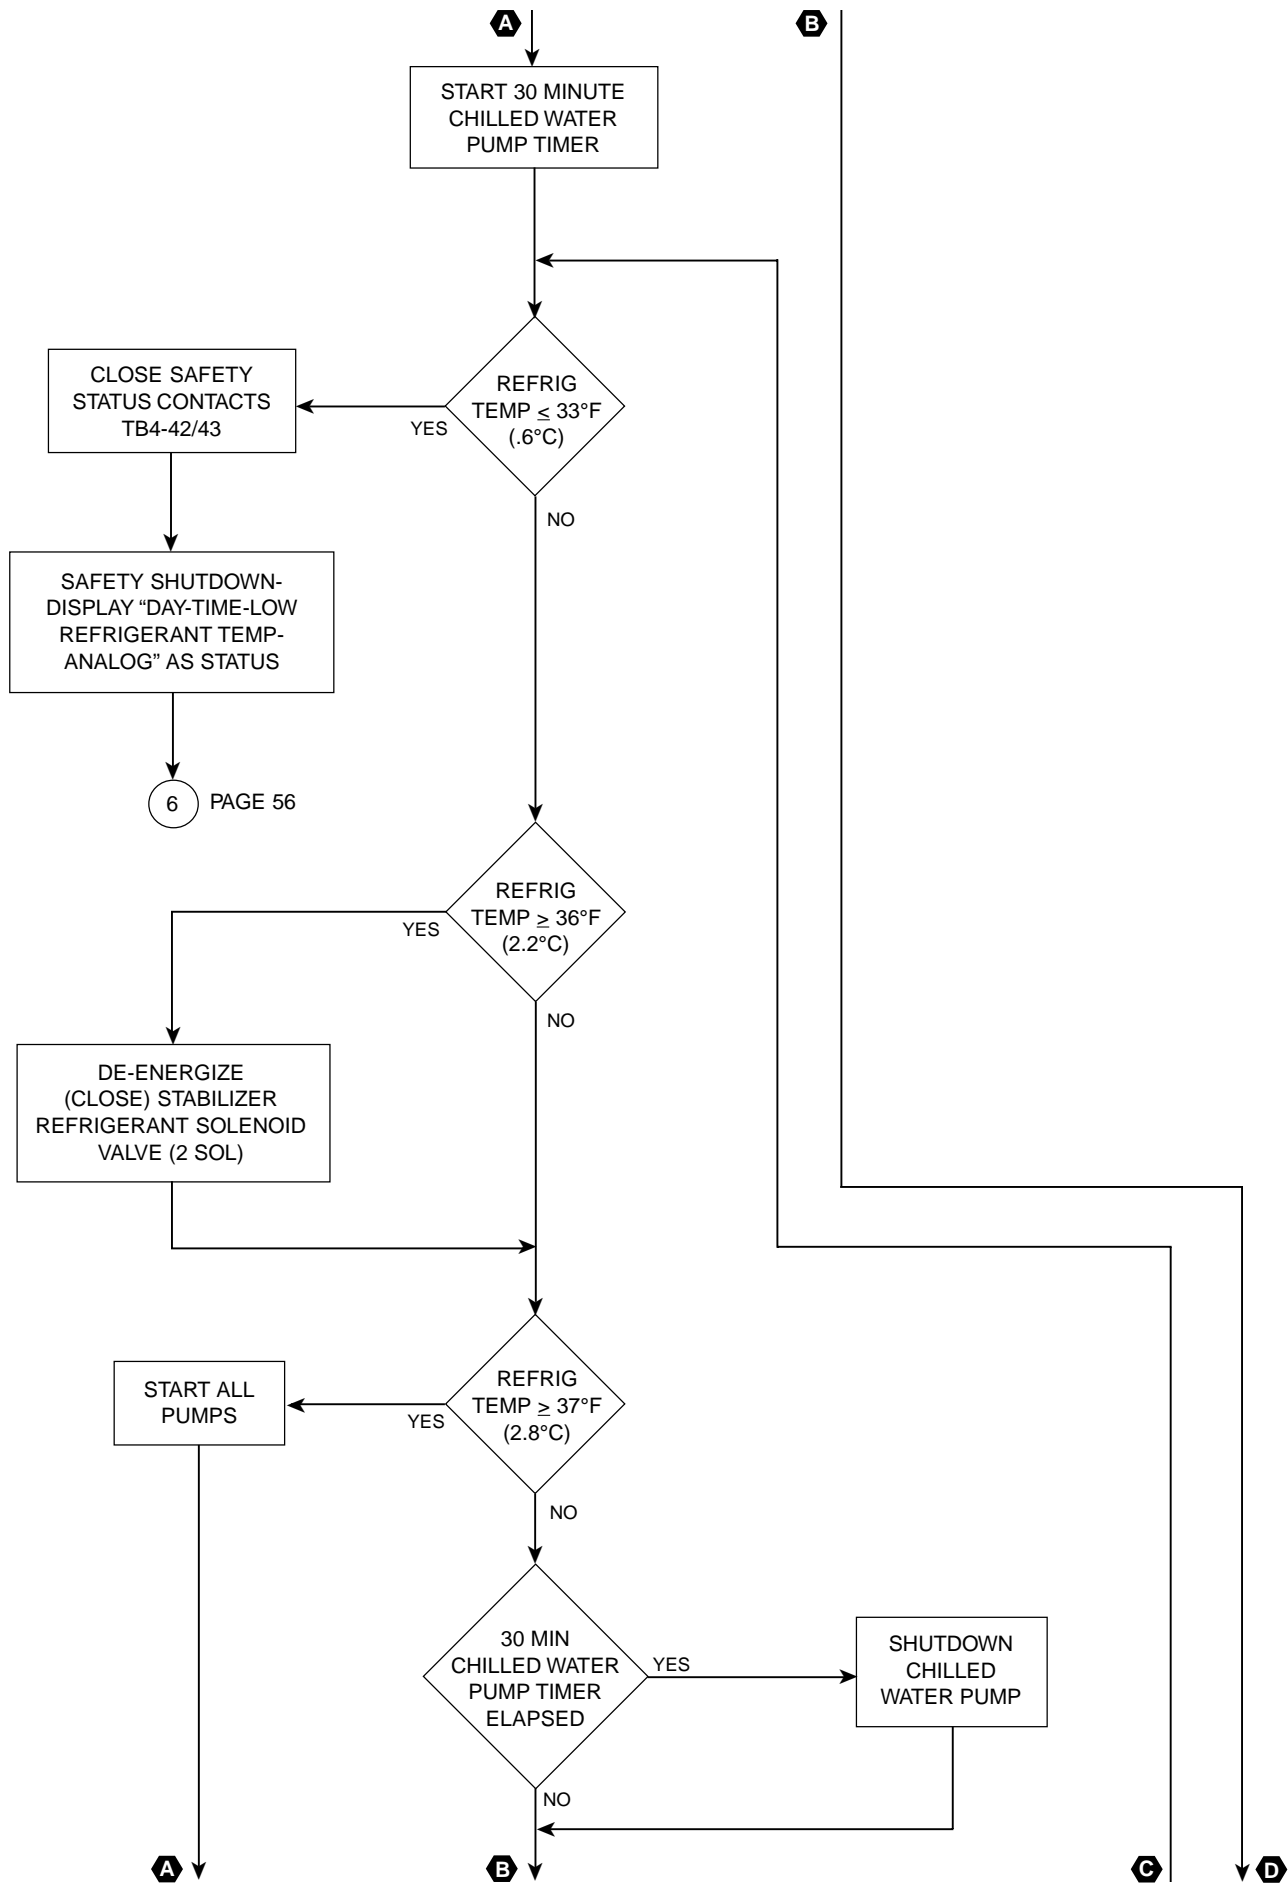 A
B
START 30 MINUTE
CHILLED WATER
PUMP TIMER
REFRIG
TEMP ≤ 33°F
(.6°C)
YES
NO
CLOSE SAFETY
STATUS CONTACTS
TB4-42/43
SAFETY SHUTDOWN-
DISPLAY “DAY-TIME-LOW
REFRIGERANT TEMP-
ANALOG” AS STATUS
6 PAGE 56
REFRIG
TEMP ≥ 36°F
(2.2°C)
YES
NO
DE-ENERGIZE
(CLOSE) STABILIZER
REFRIGERANT SOLENOID
VALVE (2 SOL)
REFRIG
TEMP ≥ 37°F
(2.8°C)
YES
NO
START ALL
PUMPS
30 MIN
CHILLED WATER
PUMP TIMER
ELAPSED
YES
NO
SHUTDOWN
CHILLED
WATER PUMP
A
B
C
D